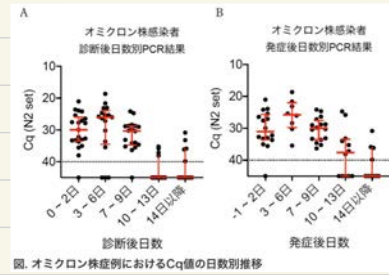 A
オミクロン株感染者
診断後日数別PCR結果
Cq (N2 set)
10
20
30
40
0～2日
3～6日
7～9日
10～13日
14日以降
診断後日数
B
オミクロン株感染者
発症後日数別PCR結果
Cq (N2 set)
10
20
30
40
-1～2日
3～6日
7～9日
10～13日
14日以降
発症後日数
図. オミクロン株症例におけるCq値の日数別推移